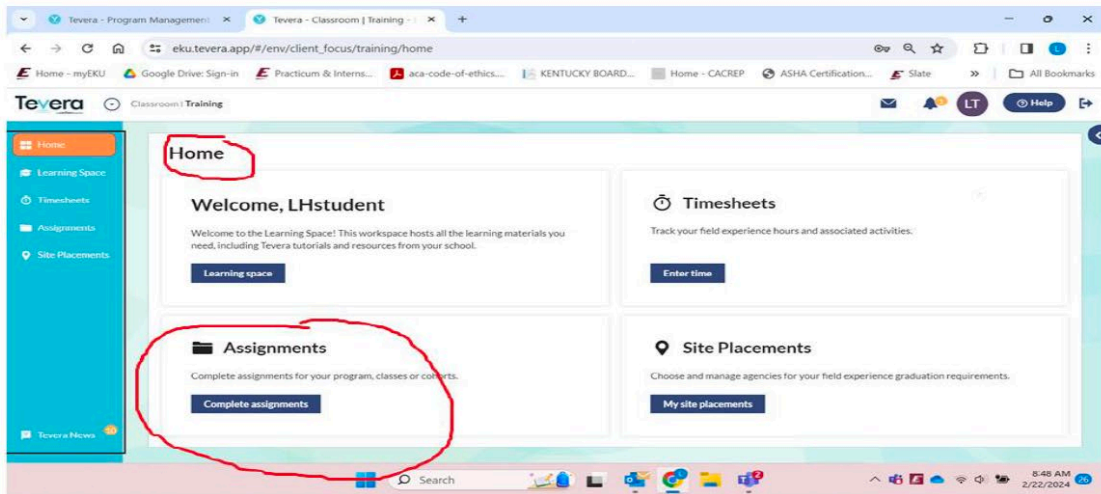 Tevera - Program Management
Tevera - Classroom | Training -
eku.tevera.app/#/env/client_focus/training/home
Home - myEKU
Google Drive: Sign-in
Practicum & Interns...
aca-code-of-ethics....
KENTUCKY BOARD...
Home - CACREP
ASHA Certification...
Slate
All Bookmarks
Tevera
Classroom | Training
LT
Help
Home
Learning Space
Timesheets
Assignments
Site Placements
Tevera News
Home
Welcome, LHstudent
Welcome to the Learning Space! This workspace hosts all the learning materials you
need, including Tevera tutorials and resources from your school.
Learning space
Timesheets
Track your field experience hours and associated activities.
Enter time
Assignments
Complete assignments for your program, classes or cohorts.
Complete assignments
Site Placements
Choose and manage agencies for your field experience graduation requirements.
My site placements
Search
8:48 AM
2/22/2024
26